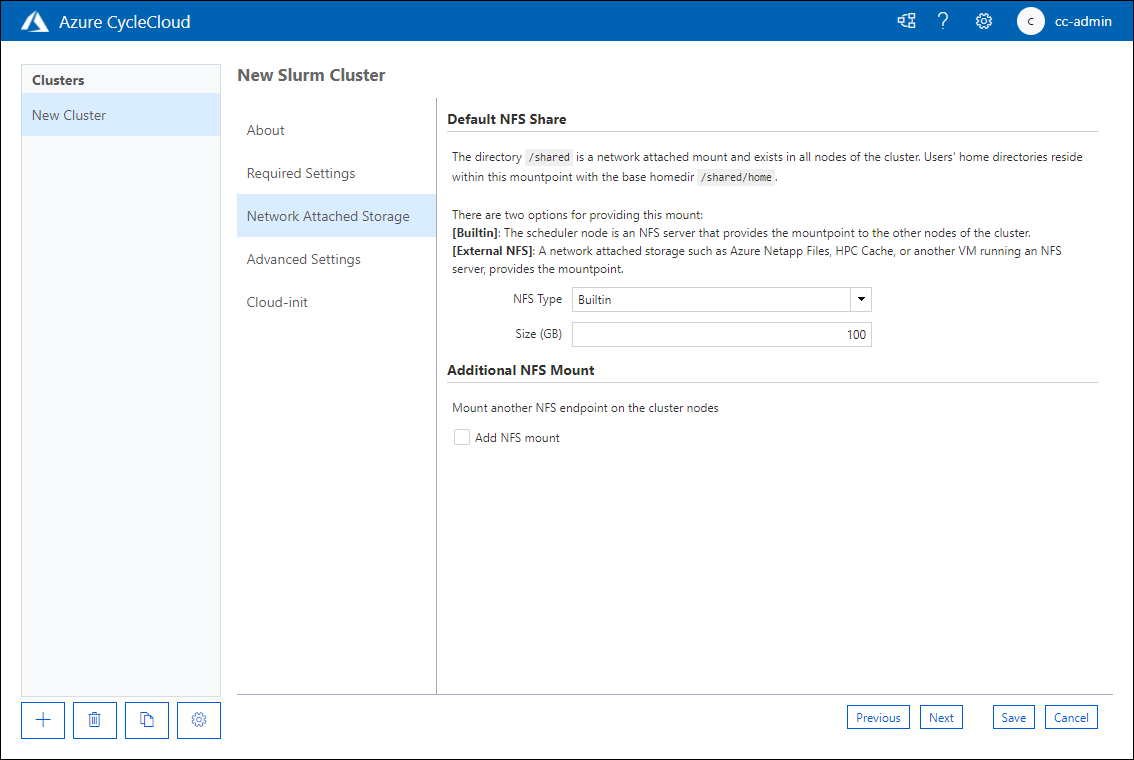 Azure CycleCloud
C
cc-admin
Clusters
New Cluster
New Slurm Cluster
About
Required Settings
Network Attached Storage
Advanced Settings
Cloud-init
Default NFS Share
The directory /shared is a network attached mount and exists in all nodes of the cluster. Users' home directories reside
within this mountpoint with the base homedir /shared/home.
There are two options for providing this mount:
[Builtin]: The scheduler node is an NFS server that provides the mountpoint to the other nodes of the cluster.
[External NFS]: A network attached storage such as Azure Netapp Files, HPC Cache, or another VM running an NFS
server, provides the mountpoint.
NFS Type Builtin
Size (GB) 100
Additional NFS Mount
Mount another NFS endpoint on the cluster nodes
Add NFS mount
Previous Next Save Cancel